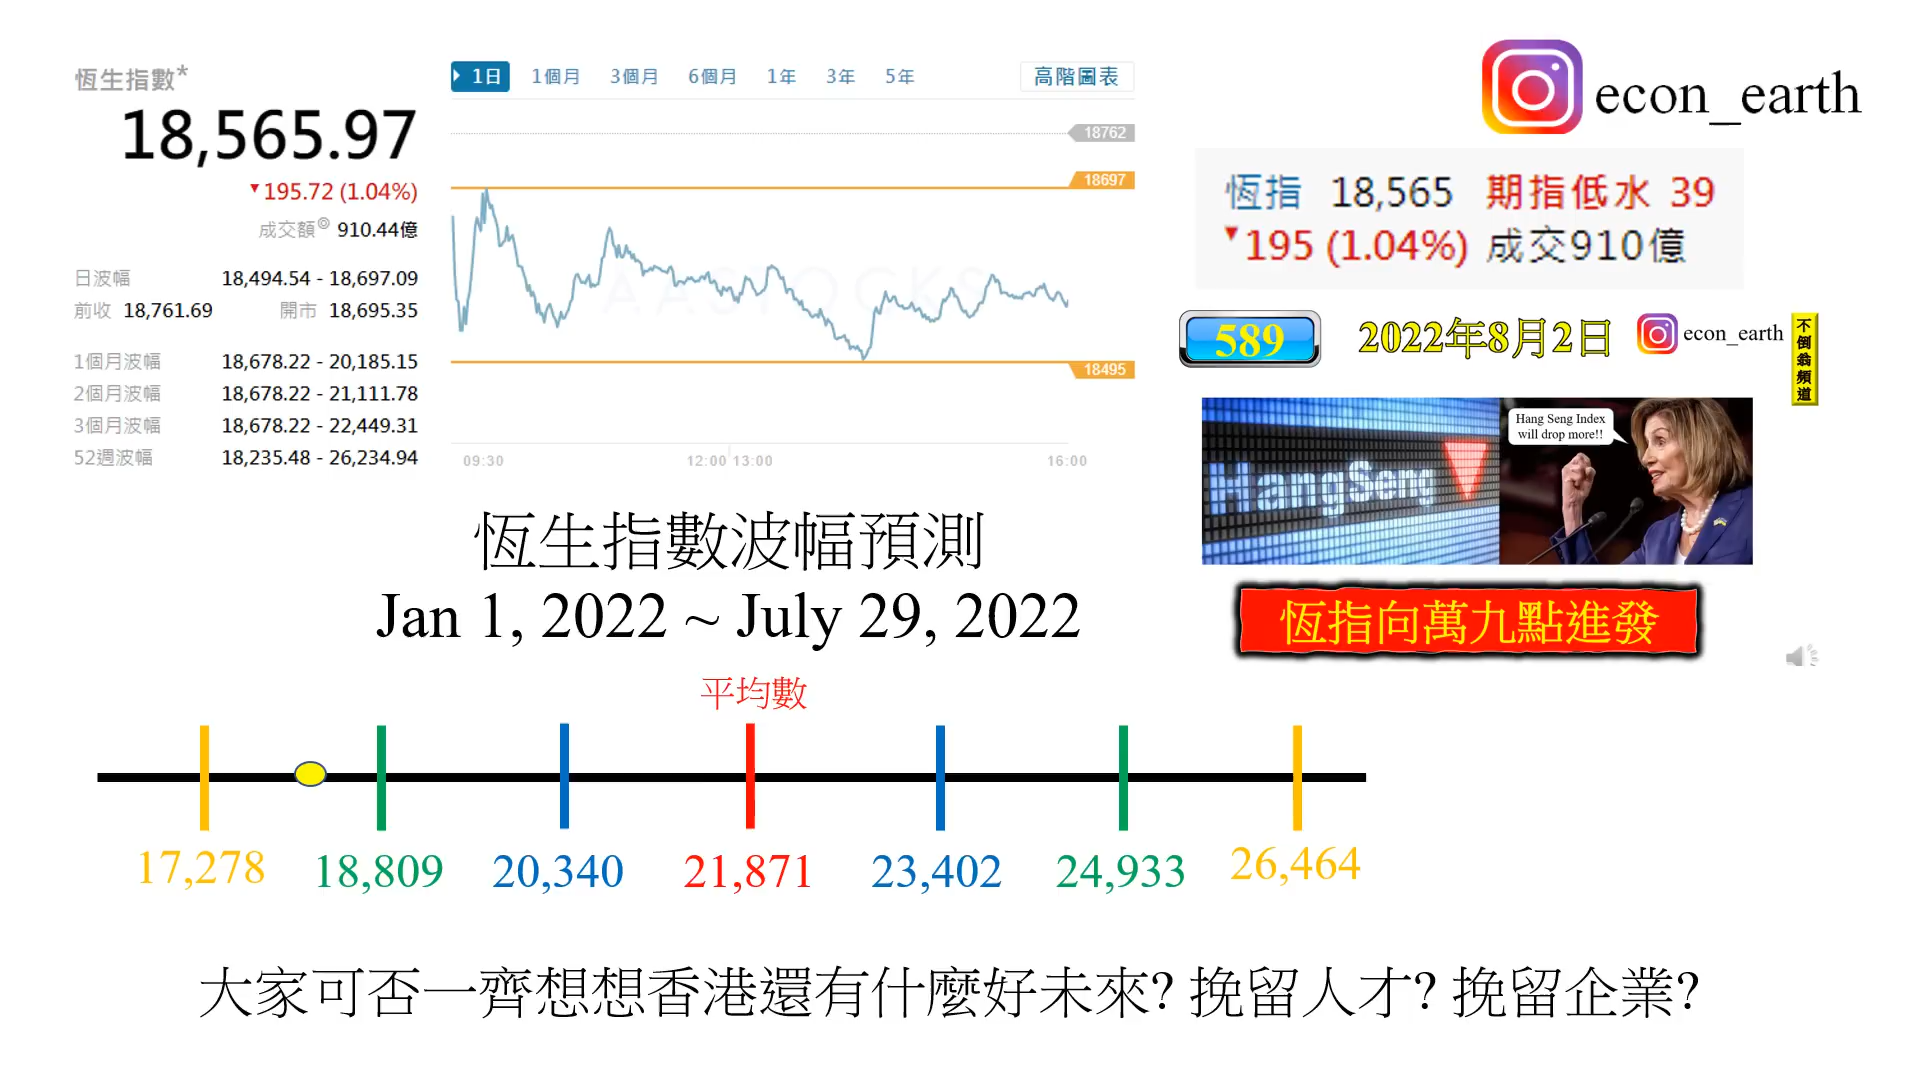 恆生指數*
18,565.97
▼195.72 (1.04%)
成交額◎ 910.44億
日波幅 18,494.54 - 18,697.09
前收 18,761.69 開市 18,695.35
1個月波幅 18,678.22 - 20,185.15
2個月波幅 18,678.22 - 21,111.78
3個月波幅 18,678.22 - 22,449.31
52週波幅 18,235.48 - 26,234.94
1日 1個月 3個月 6個月 1年 3年 5年 高階圖表
18762
18697
AASTOCKS
18495
09:30 12:00 13:00 16:00
econ_earth
恆指 18,565 期指低水 39
▼195 (1.04%) 成交910億
589 2022年8月2日 econ_earth
不倒翁頻道
HangSeng
Hang Seng Index
will drop more!!
恆指向萬九點進發
恆生指數波幅預測
Jan 1, 2022 ~ July 29, 2022
平均數
17,278 18,809 20,340 21,871 23,402 24,933 26,464
大家可否一齊想想香港還有什麼好未來? 挽留人才? 挽留企業?